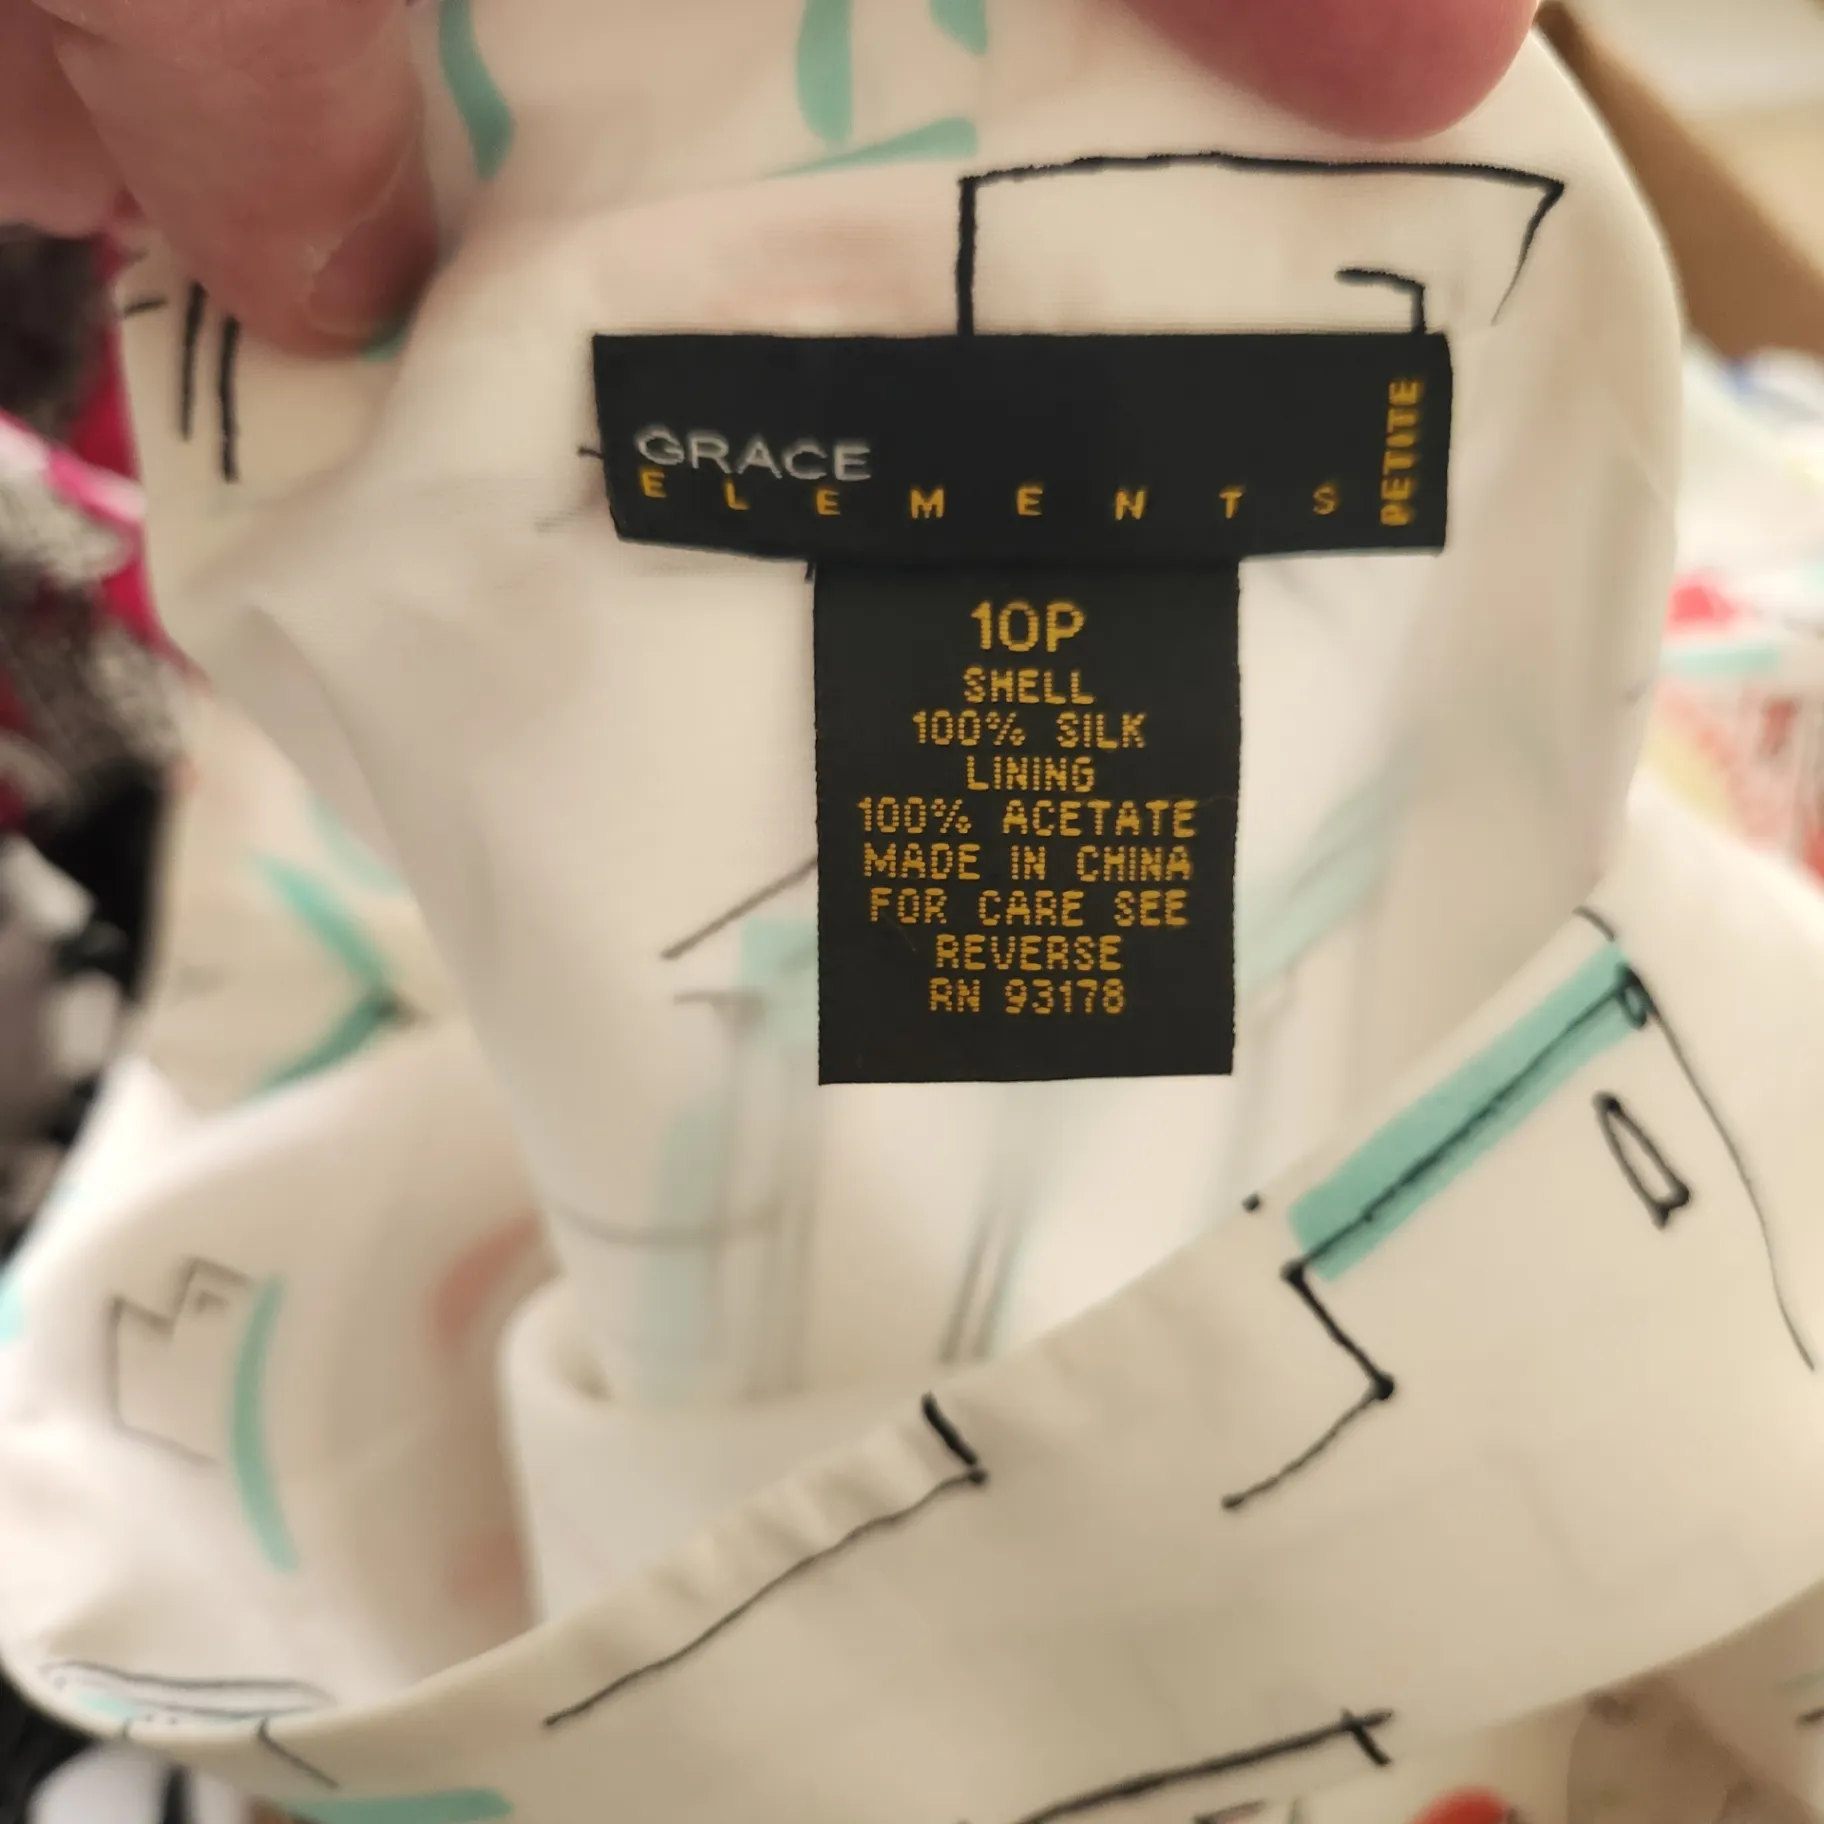 GRACE
ELEMENTS
PETITE
10P
SHELL
100% SILK
LINING
100% ACETATE
MADE IN CHINA
FOR CARE SEE
REVERSE
RN 93178